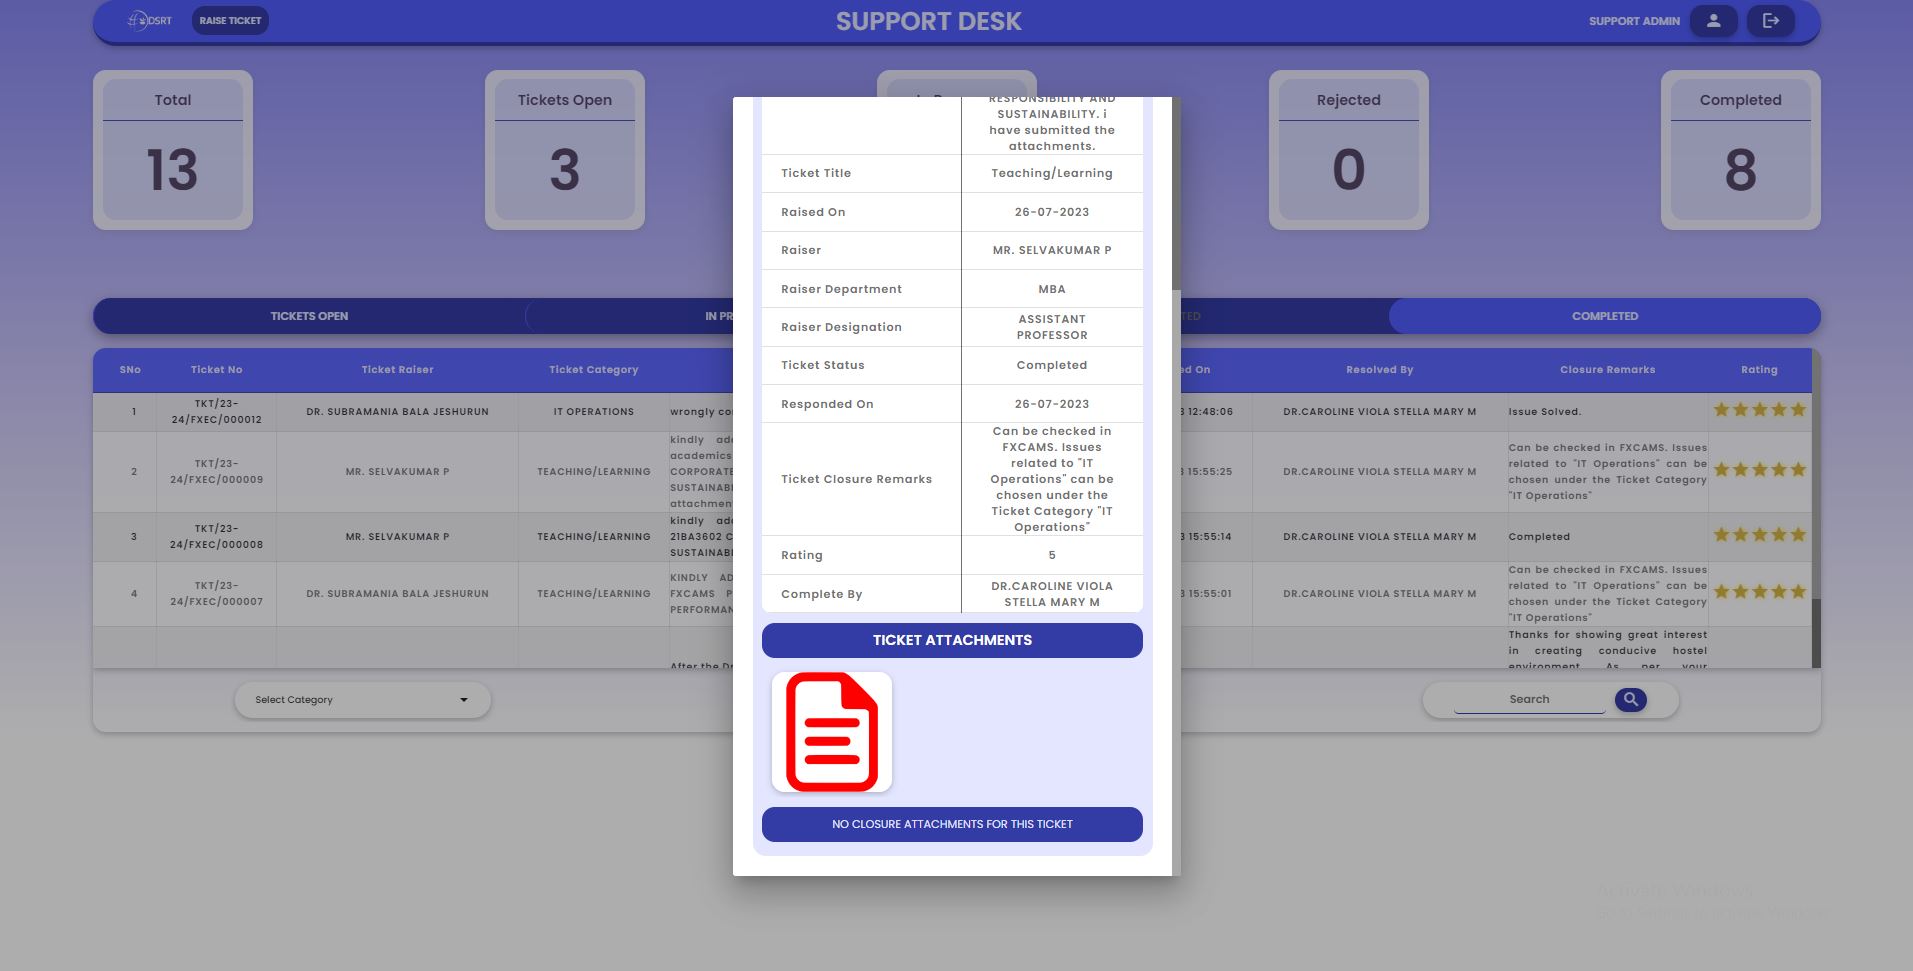 DSRT
RAISE TICKET
SUPPORT DESK
SUPPORT ADMIN
Total
13
Tickets Open
3
Rejected
0
Completed
8
TICKETS OPEN
IN PR
TED
COMPLETED
SNo
Ticket No
Ticket Raiser
Ticket Category
ed On
Resolved By
Closure Remarks
Rating
1
TKT/23-
24/FXEC/000012
DR. SUBRAMANIA BALA JESHURUN
IT OPERATIONS
wrongly co
3 12:48:06
DR.CAROLINE VIOLA STELLA MARY M
Issue Solved.
2
TKT/23-
24/FXEC/000009
MR. SELVAKUMAR P
TEACHING/LEARNING
kindly add
academics
CORPORATE
SUSTAINABI
attachmen
3 15:55:25
DR.CAROLINE VIOLA STELLA MARY M
Can be checked in FXCAMS. Issues
related to "IT Operations" can be
chosen under the Ticket Category
"IT Operations"
3
TKT/23-
24/FXEC/000008
MR. SELVAKUMAR P
TEACHING/LEARNING
kindly add
21BA3602 C
SUSTAINABI
3 15:55:14
DR.CAROLINE VIOLA STELLA MARY M
Completed
4
TKT/23-
24/FXEC/000007
DR. SUBRAMANIA BALA JESHURUN
TEACHING/LEARNING
KINDLY AD
FXCAMS P
PERFORMAN
3 15:55:01
DR.CAROLINE VIOLA STELLA MARY M
Can be checked in FXCAMS. Issues
related to "IT Operations" can be
chosen under the Ticket Category
"IT Operations"
After the Dr
Thanks for showing great interest
in creating conducive hostel
environment. As per your
Select Category
Search
RESPONSIBILITY AND
SUSTAINABILITY. i
have submitted the
attachments.
Ticket Title
Teaching/Learning
Raised On
26-07-2023
Raiser
MR. SELVAKUMAR P
Raiser Department
MBA
Raiser Designation
ASSISTANT
PROFESSOR
Ticket Status
Completed
Responded On
26-07-2023
Ticket Closure Remarks
Can be checked in
FXCAMS. Issues
related to "IT
Operations" can be
chosen under the
Ticket Category "IT
Operations"
Rating
5
Complete By
DR.CAROLINE VIOLA
STELLA MARY M
TICKET ATTACHMENTS
NO CLOSURE ATTACHMENTS FOR THIS TICKET
Activate Windows